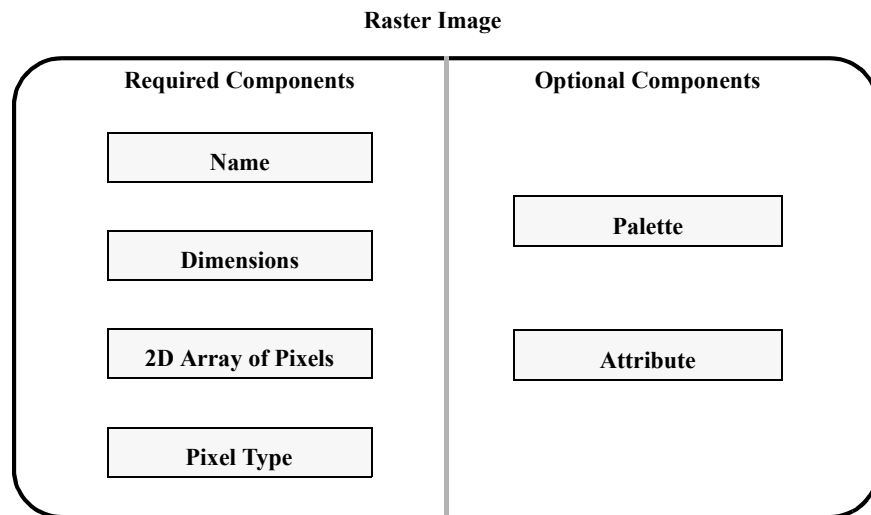 Raster Image
Required Components
Name
Dimensions
2D Array of Pixels
Pixel Type
Optional Components
Palette
Attribute